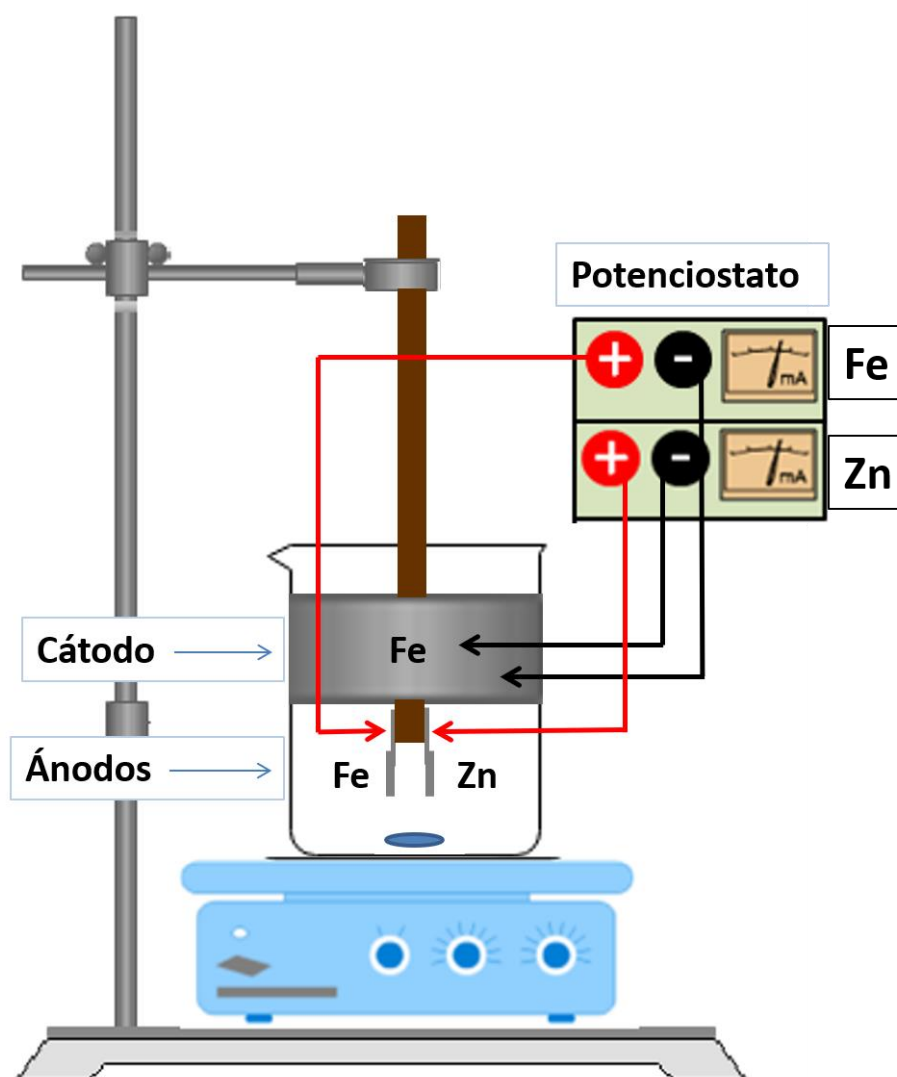 Potenciostato
+
-
mA
Fe
+
-
mA
Zn
Cátodo
Fe
Ánodos
Fe
Zn